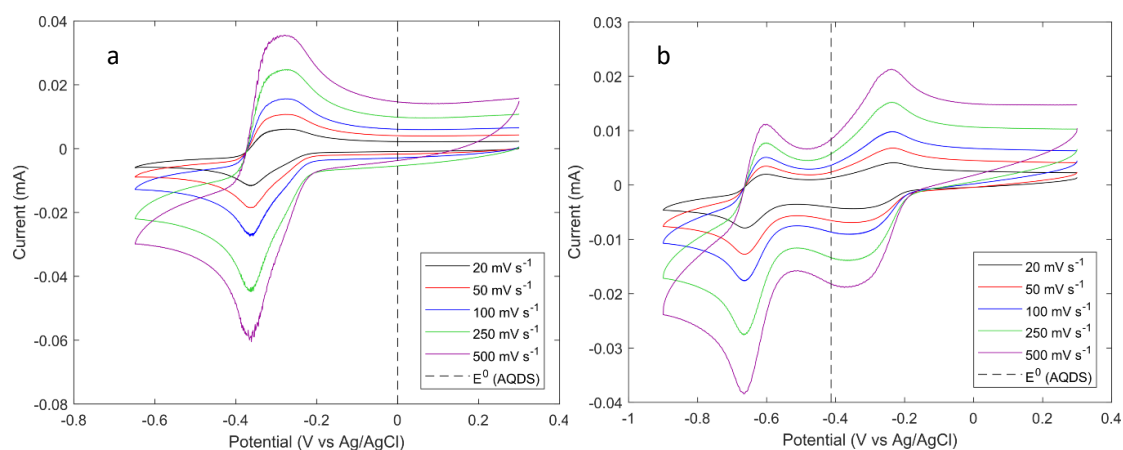 a
0.04
0.02
0
-0.02
-0.04
-0.06
-0.08
Current (mA)
20 mV s⁻¹
50 mV s⁻¹
100 mV s⁻¹
250 mV s⁻¹
500 mV s⁻¹
E⁰ (AQDS)
-0.8 -0.6 -0.4 -0.2 0 0.2 0.4
Potential (V vs Ag/AgCl)
b
0.03
0.02
0.01
0
-0.01
-0.02
-0.03
-0.04
Current (mA)
20 mV s⁻¹
50 mV s⁻¹
100 mV s⁻¹
250 mV s⁻¹
500 mV s⁻¹
E⁰ (AQDS)
-1 -0.8 -0.6 -0.4 -0.2 0 0.2 0.4
Potential (V vs Ag/AgCl)